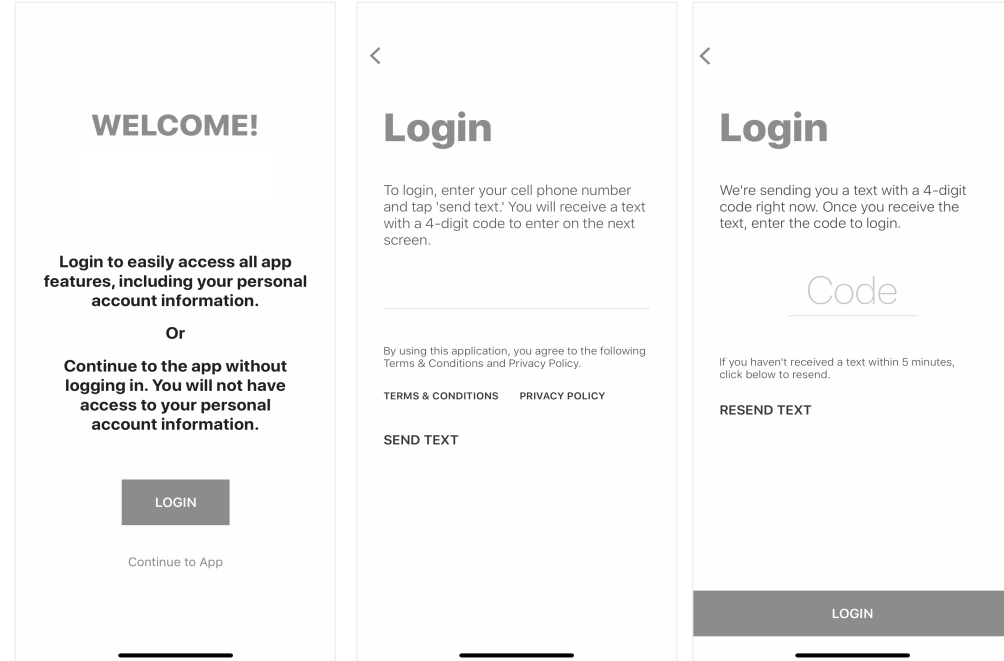 WELCOME!
Login to easily access all app
features, including your personal
account information.
Or
Continue to the app without
logging in. You will not have
access to your personal
account information.
LOGIN
Continue to App
Login
To login, enter your cell phone number
and tap 'send text.' You will receive a text
with a 4-digit code to enter on the next
screen.
By using this application, you agree to the following
Terms & Conditions and Privacy Policy.
TERMS & CONDITIONS PRIVACY POLICY
SEND TEXT
Login
We're sending you a text with a 4-digit
code right now. Once you receive the
text, enter the code to login.
Code
If you haven't received a text within 5 minutes,
click below to resend.
RESEND TEXT
LOGIN